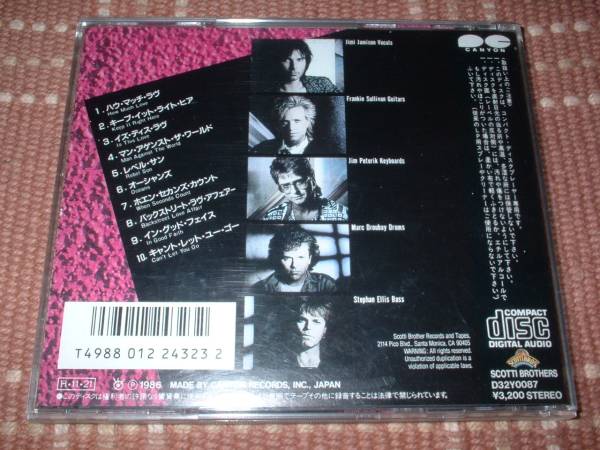 1. ハウ・マッチ・ラヴ
How Much Love
2. キープ・イット・ライト・ヒア
Keep It Right Here
3. イズ・ディス・ラヴ
Is This Love
4. マン・アゲインスト・ザ・ワールド
Man Against The World
5. レベル・サン
Rebel Son
6. オーシャンズ
Oceans
7. ホエン・セカンズ・カウント
When Seconds Count
8. バックストリート・ラヴ・アフェアー
Backstreet Love Affair
9. イン・グッド・フェイス
In Good Faith
10. キャント・レット・ユー・ゴー
Can't Let You Go
Jimi Jamison Vocals
Frankie Sullivan Guitars
Jim Peterik Keyboards
Marc Droubay Drums
Stephan Ellis Bass
CANYON
T4988 012 24323 2
Scotti Brother Records and Tapes,
2114 Pico Blvd., Santa Monica, CA 90405
WARNING: All rights reserved.
Unauthorized duplication is a
violation of applicable laws.
COMPACT
disc
DIGITAL AUDIO
SCOTTI BROTHERS
D32Y0087
¥3,200 STEREO
H·11·21
Ⓟ1986 MADE BY CANYON RECORDS, INC., JAPAN